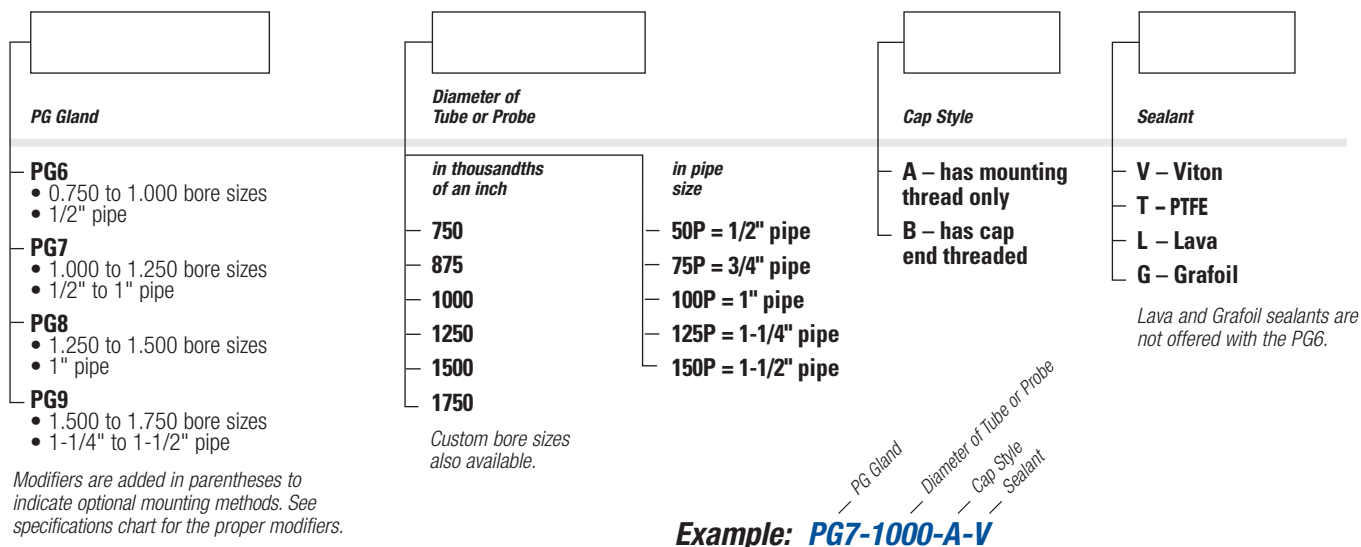 PG Gland
PG6
• 0.750 to 1.000 bore sizes
• 1/2" pipe
PG7
• 1.000 to 1.250 bore sizes
• 1/2" to 1" pipe
PG8
• 1.250 to 1.500 bore sizes
• 1" pipe
PG9
• 1.500 to 1.750 bore sizes
• 1-1/4" to 1-1/2" pipe
Modifiers are added in parentheses to
indicate optional mounting methods. See
specifications chart for the proper modifiers.
Diameter of
Tube or Probe
in thousandths
of an inch
750
875
1000
1250
1500
1750
Custom bore sizes
also available.
in pipe
size
50P = 1/2" pipe
75P = 3/4" pipe
100P = 1" pipe
125P = 1-1/4" pipe
150P = 1-1/2" pipe
Cap Style
A – has mounting
thread only
B – has cap
end threaded
Sealant
V – Viton
T – PTFE
L – Lava
G – Grafoil
Lava and Grafoil sealants are
not offered with the PG6.
PG Gland
Diameter of Tube or Probe
Cap Style
Sealant
Example: PG7-1000-A-V